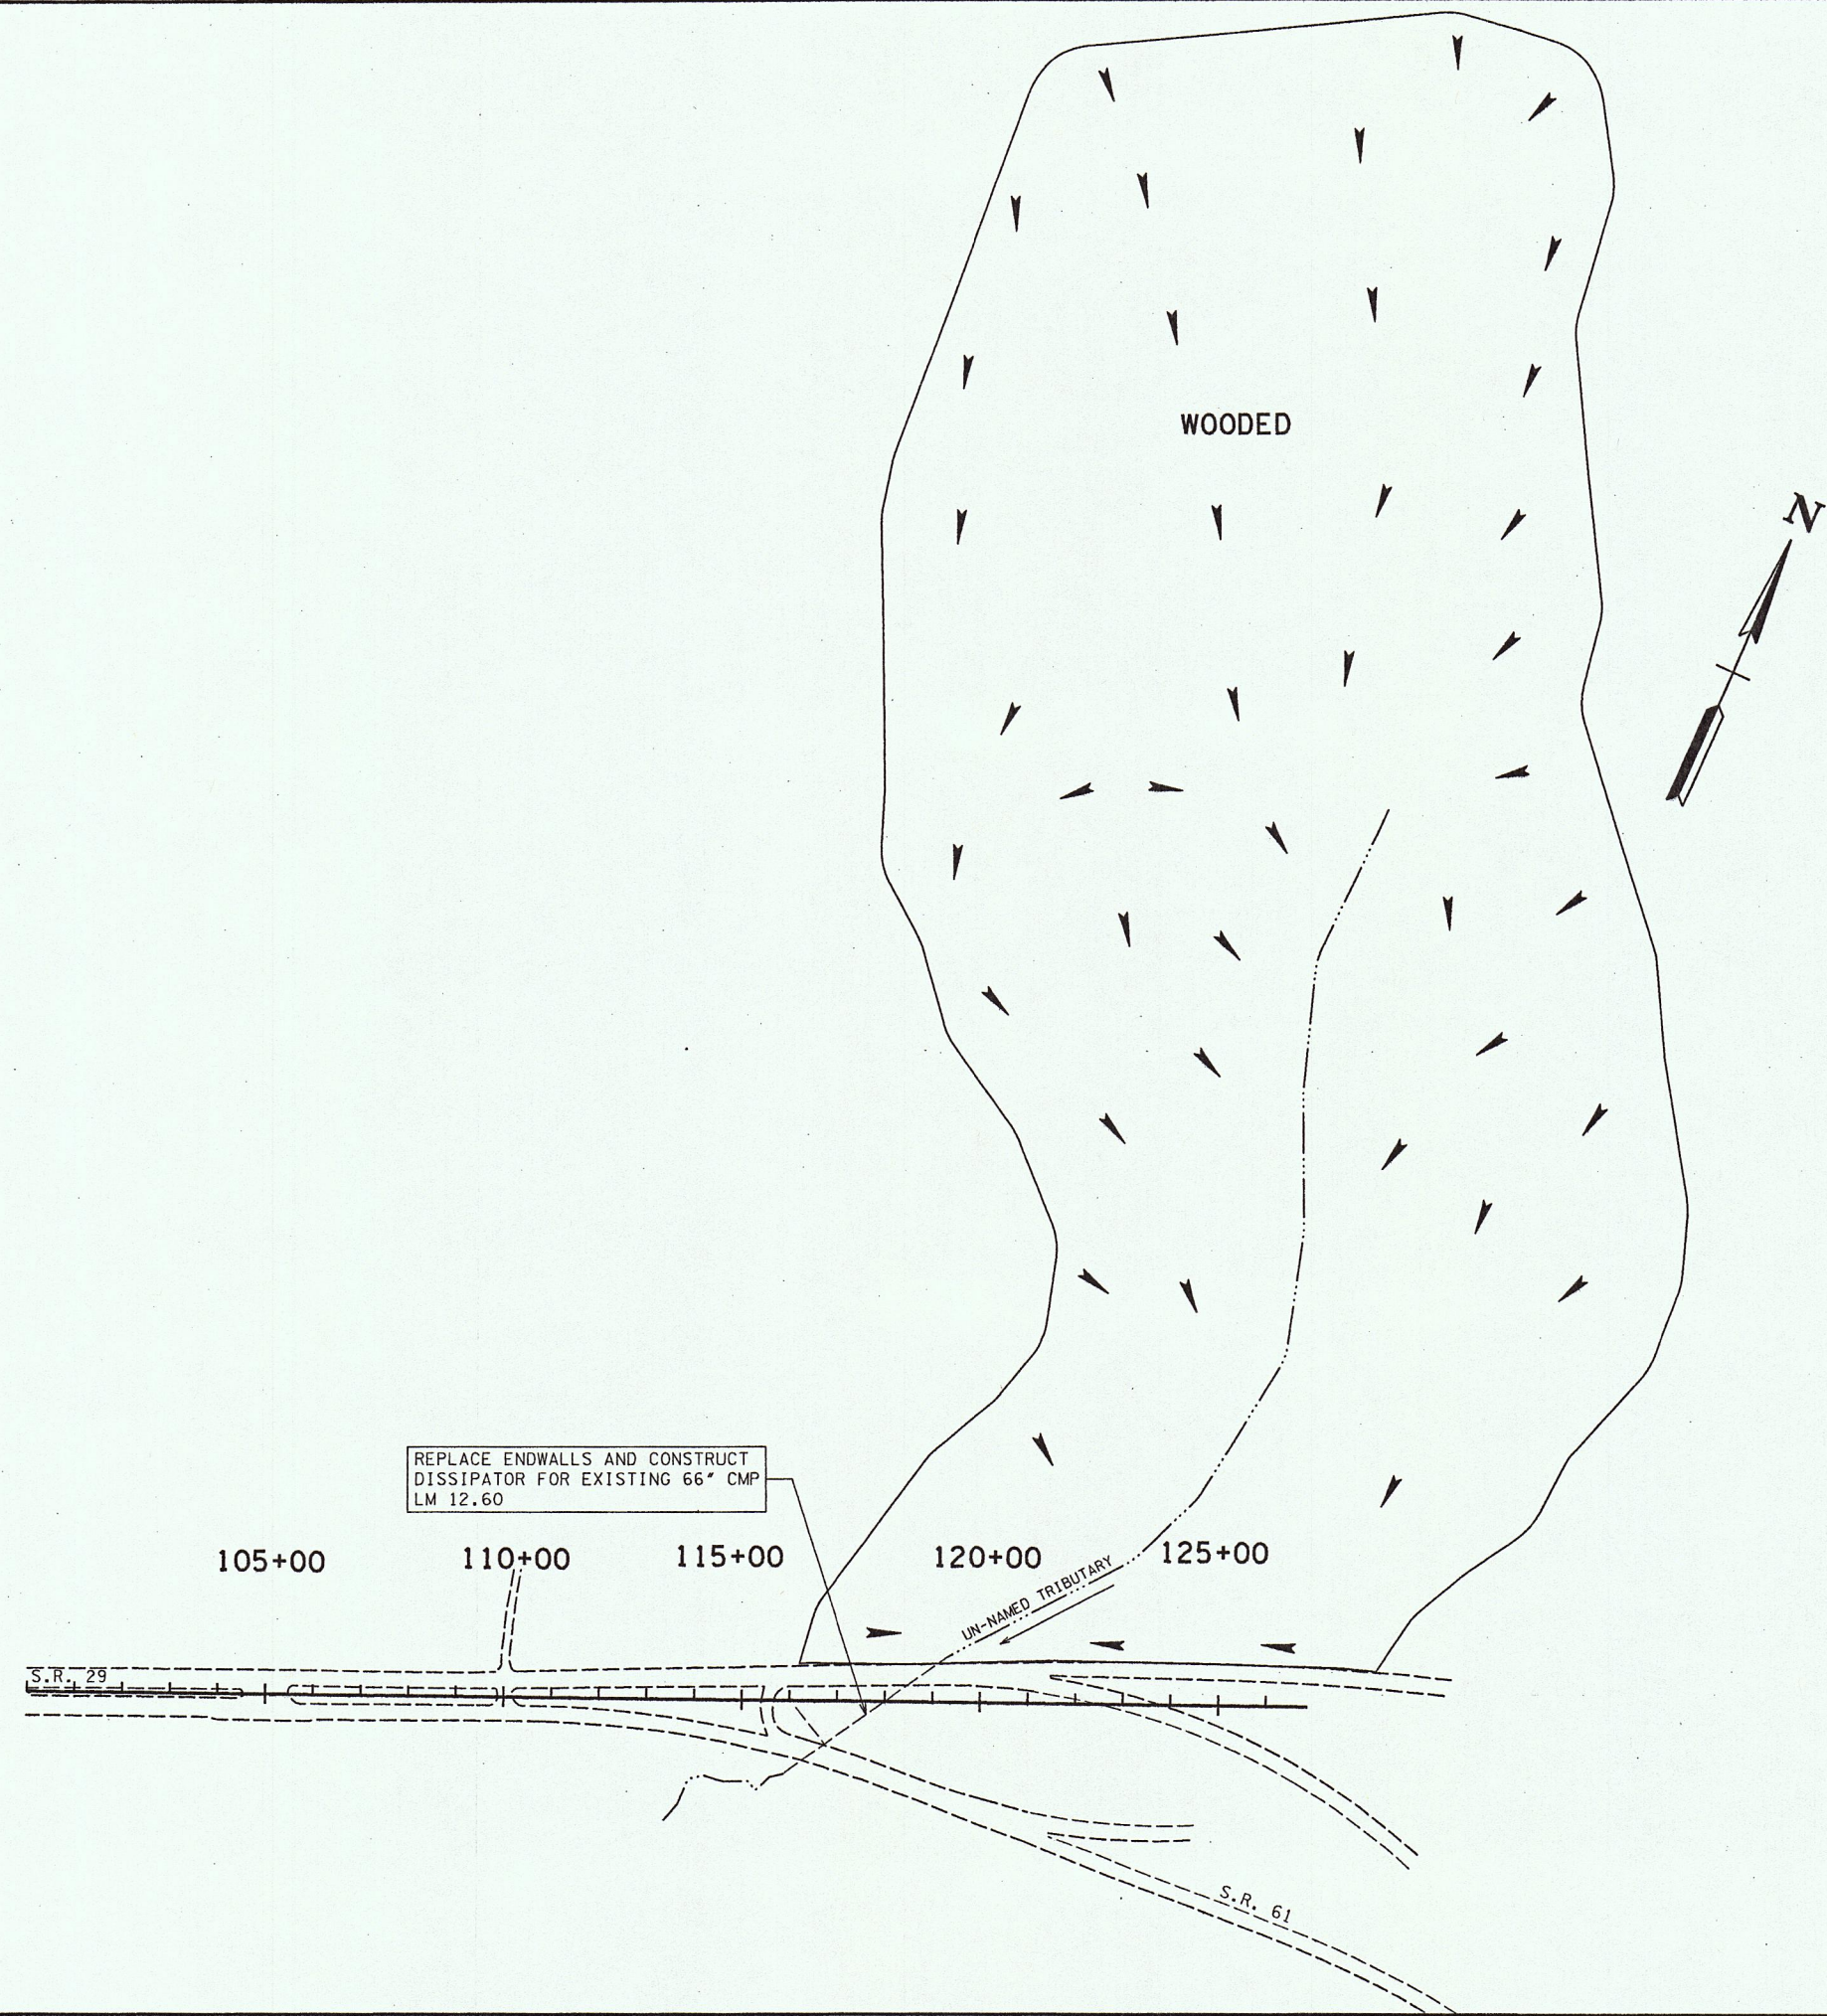 WOODED
N
REPLACE ENDWALLS AND CONSTRUCT
DISSIPATOR FOR EXISTING 66" CMP
LM 12.60
105+00
110+00
115+00
120+00
125+00
UN-NAMED TRIBUTARY
S.R. 29
S.R. 61